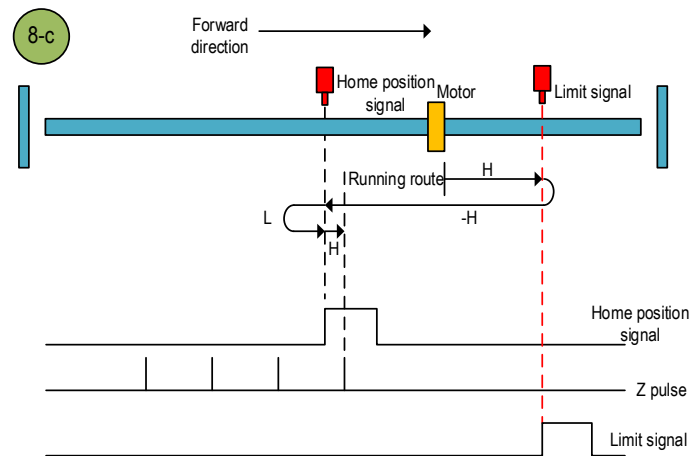 8-c
Forward
direction
Home position
signal
Motor
Limit signal
Running route
H
L
-H
H
Home position
signal
Z pulse
Limit signal